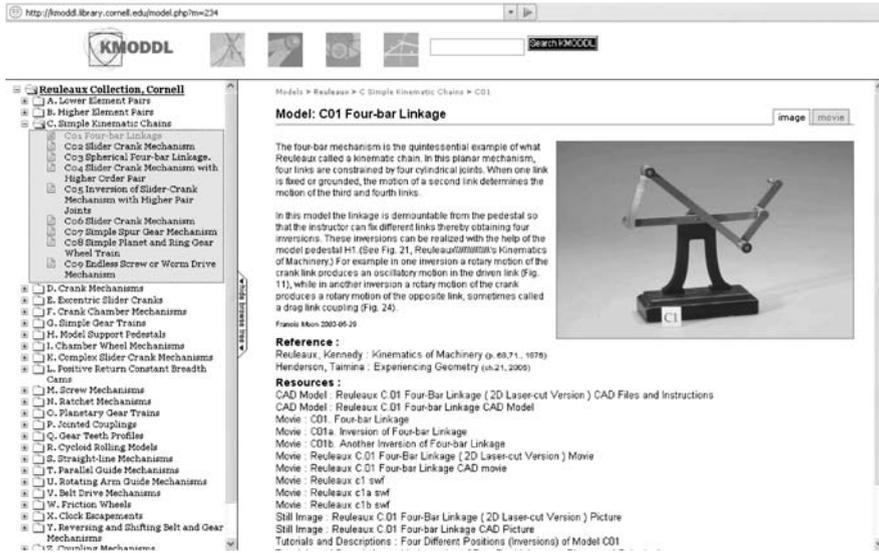 http://kmoddl.library.cornell.edu/model.php?m=234
KMODDL
Search KMODDL
Reuleaux Collection, Cornell
A. Lower Element Pairs
B. Higher Element Pairs
C. Simple Kinematic Chains
C01 Four-bar Linkage
C02 Slider Crank Mechanism
C03 Spherical Four-bar Linkage.
C04 Slider Crank Mechanism with
Higher Order Pair
C05 Inversion of Slider-Crank
Mechanism with Higher Pair
Joints
C06 Slider Crank Mechanism
C07 Simple Spur Gear Mechanism
C08 Simple Planet and Ring Gear
Wheel Train
C09 Endless Screw or Worm Drive
Mechanism
D. Crank Mechanisms
E. Excentric Slider Cranks
F. Crank Chamber Mechanisms
G. Simple Gear Trains
H. Model Support Pedestals
I. Chamber Wheel Mechanisms
K. Complex Slider Crank Mechanisms
L. Positive Return Constant Breadth
Cams
M. Screw Mechanisms
N. Ratchet Mechanisms
O. Planetary Gear Trains
P. Jointed Couplings
Q. Gear Teeth Profiles
R. Cycloid Rolling Models
S. Straight-line Mechanisms
T. Parallel Guide Mechanisms
U. Rotating Arm Guide Mechanisms
V. Belt Drive Mechanisms
W. Friction Wheels
X. Clock Escapements
Y. Reversing and Shifting Belt and Gear
Mechanisms
Z. Coupling Mechanisms
hide browse tree
Models > Reuleaux > C Simple Kinematic Chains > C01
Model: C01 Four-bar Linkage
image
movie
The four-bar mechanism is the quintessential example of what
Reuleaux called a kinematic chain. In this planar mechanism,
four links are constrained by four cylindrical joints. When one link
is fixed or grounded, the motion of a second link determines the
motion of the third and fourth links.
In this model the linkage is demountable from the pedestal so
that the instructor can fix different links thereby obtaining four
inversions. These inversions can be realized with the help of the
model pedestal H1.(See Fig. 21, Reuleaux's Kinematics
of Machinery.) For example in one inversion a rotary motion of the
crank link produces an oscillatory motion in the driven link (Fig.
11), while in another inversion a rotary motion of the crank
produces a rotary motion of the opposite link, sometimes called
a drag link coupling (Fig. 24).
Francis Moon 2003-05-29
C1
Reference :
Reuleaux, Kennedy : Kinematics of Machinery (p. 69,71., 1876)
Henderson, Taimina : Experiencing Geometry (ch.21, 2005)
Resources :
CAD Model : Reuleaux C.01 Four-Bar Linkage ( 2D Laser-cut Version ) CAD Files and Instructions
CAD Model : Reuleaux C.01 Four-bar Linkage CAD Model
Movie : C01. Four-bar Linkage
Movie : C01a. Inversion of Four-bar Linkage
Movie : C01b. Another Inversion of Four-bar Linkage
Movie : Reuleaux C.01 Four-Bar Linkage ( 2D Laser-cut Version ) Movie
Movie : Reuleaux C.01 Four-bar Linkage CAD movie
Movie : Reuleaux c1 swf
Movie : Reuleaux c1a swf
Movie : Reuleaux c1b swf
Still Image : Reuleaux C.01 Four-Bar Linkage ( 2D Laser-cut Version ) Picture
Still Image : Reuleaux C.01 Four-bar Linkage CAD Picture
Tutorials and Descriptions : Four Different Positions (Inversions) of Model C01